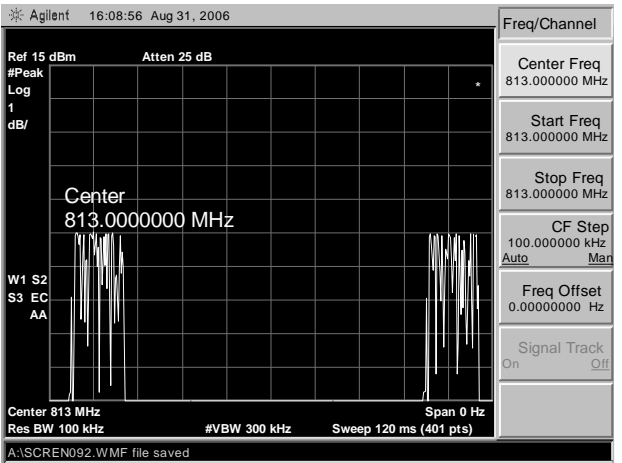 Agilent 16:08:56 Aug 31, 2006
Freq/Channel
Ref 15 dBm Atten 25 dB
#Peak
Log
1
dB/
*
Center
813.0000000 MHz
W1 S2
S3 EC
AA
Center 813 MHz Span 0 Hz
Res BW 100 kHz #VBW 300 kHz Sweep 120 ms (401 pts)
A:\SCREN092.WMF file saved
Center Freq
813.000000 MHz
Start Freq
813.000000 MHz
Stop Freq
813.000000 MHz
CF Step
100.000000 kHz
Auto Man
Freq Offset
0.00000000 Hz
Signal Track
On Off